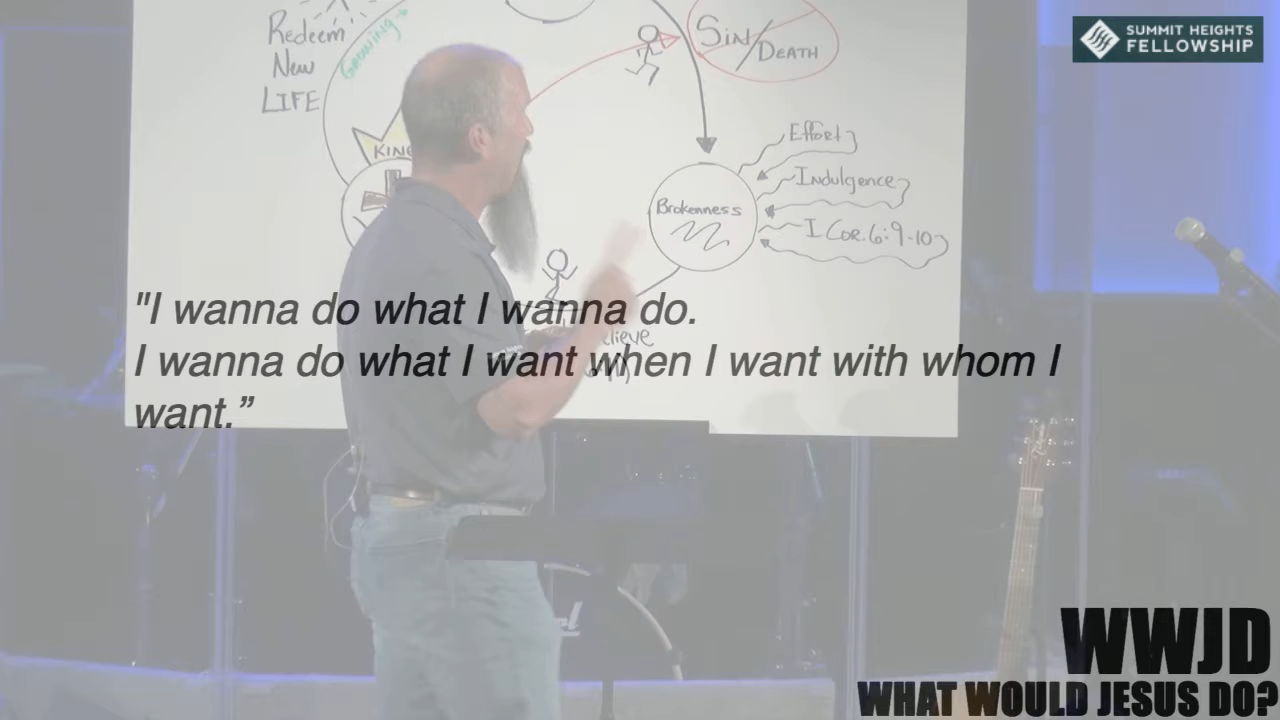 Redeem
New
LIFE
Growing
SIN/DEATH
SUMMIT HEIGHTS
FELLOWSHIP
KING
Effort
Indulgence
Brokenness
I COR. 6:9-10
"I wanna do what I wanna do.
I wanna do what I want when I want with whom I
want.”
WWJD
WHAT WOULD JESUS DO?